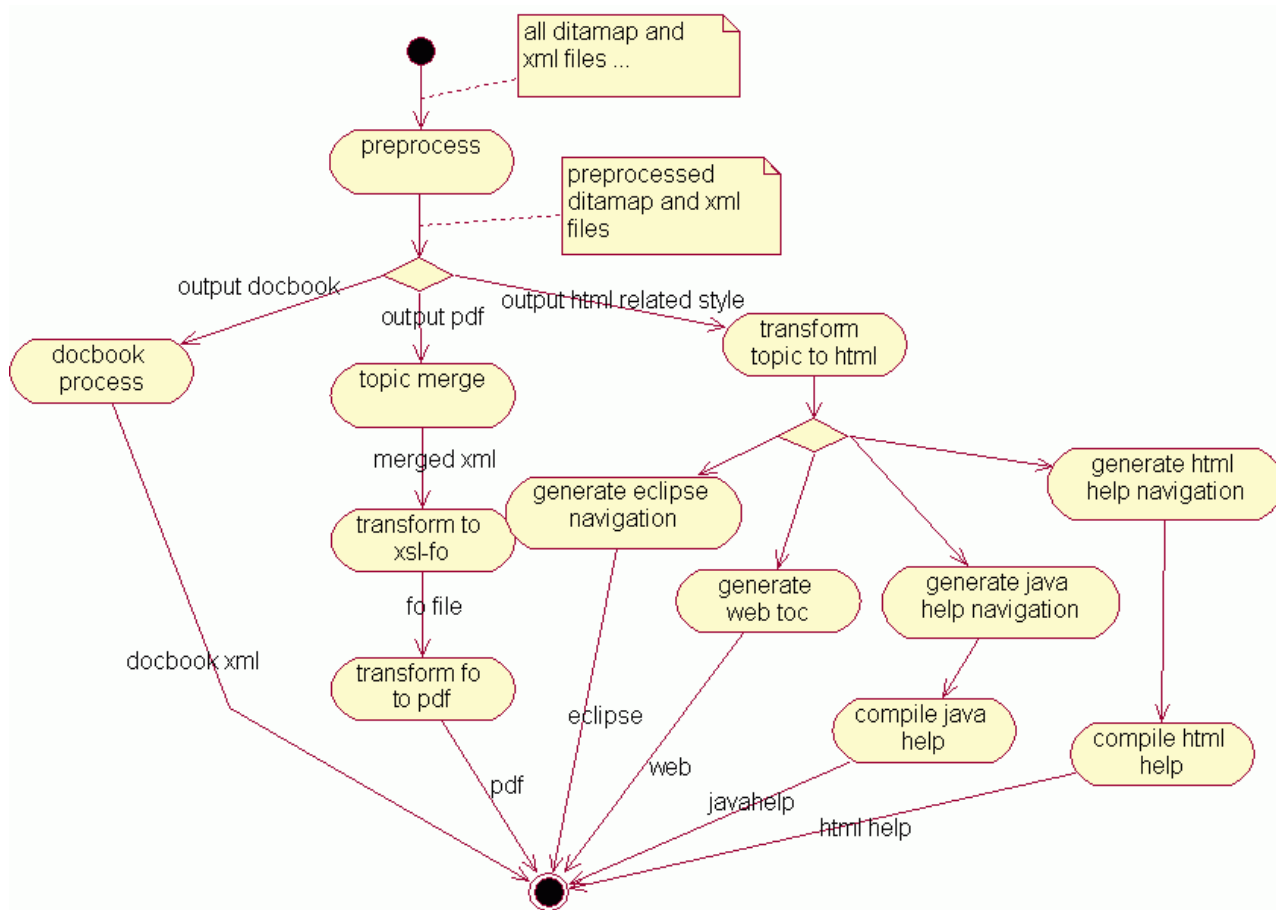 all ditamap and
xml files ...
preprocess
preprocessed
ditamap and xml
files
output docbook
output pdf
output html related style
transform
topic to html
docbook
process
topic merge
merged xml
generate eclipse
navigation
generate html
help navigation
transform to
xsl-fo
generate
web toc
generate java
help navigation
fo file
docbook xml
transform fo
to pdf
eclipse
compile java
help
compile html
help
web
pdf
javahelp
html help